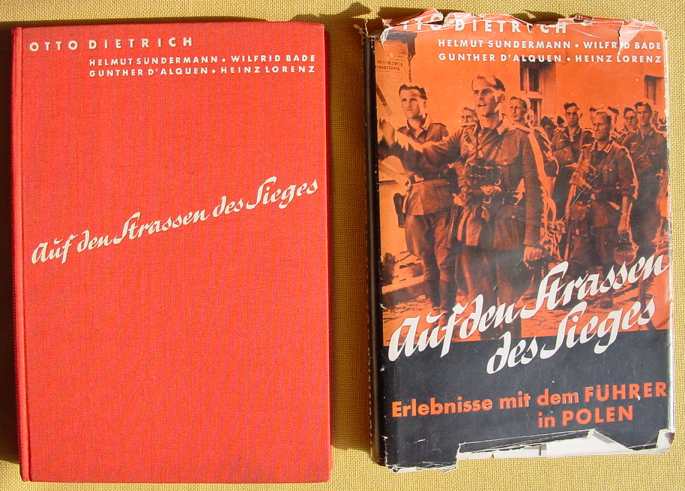 OTTO DIETRICH
HELMUT SUNDERMANN • WILFRID BADE
GUNTHER D'ALQUEN • HEINZ LORENZ
Auf den Strassen des Sieges
OTTO DIETRICH
HELMUT SUNDERMANN • WILFRID BADE
GUNTHER D'ALQUEN • HEINZ LORENZ
Auf den Strassen
des Sieges
Erlebnisse mit dem FÜHRER
in POLEN